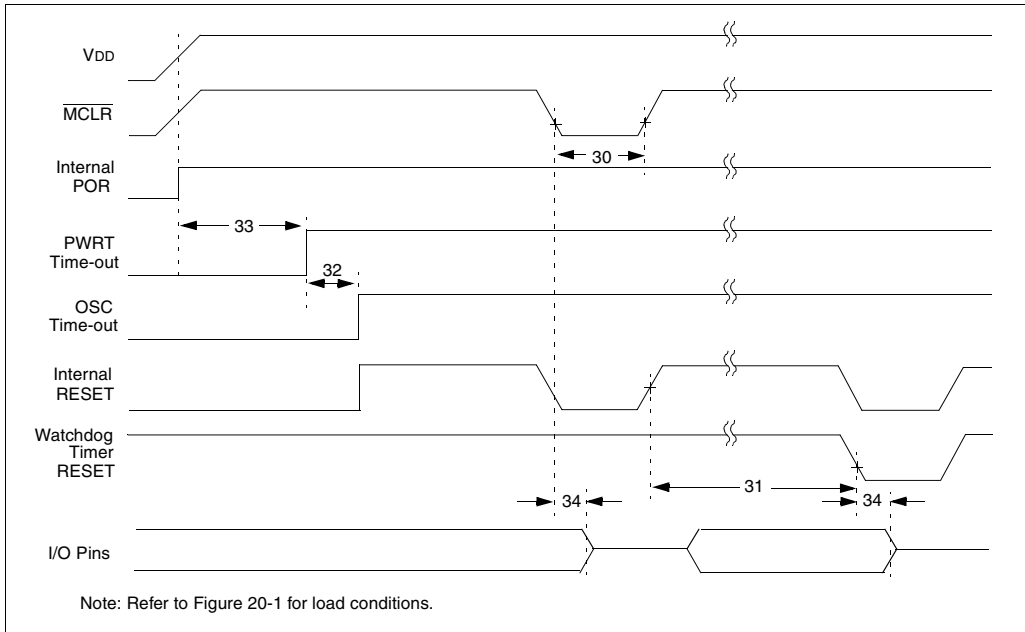 VDD
MCLR
30
Internal
POR
33
PWRT
Time-out
32
OSC
Time-out
Internal
RESET
Watchdog
Timer
RESET
31
34
34
I/O Pins
Note: Refer to Figure 20-1 for load conditions.